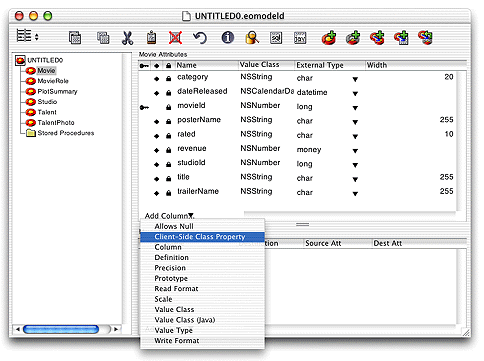 UNTITLED0.eomodeld
SQL
UNTITLED0
Movie
MovieRole
PlotSummary
Studio
Talent
TalentPhoto
Stored Procedures
Movie Attributes
Name Value Class External Type Width
category NSString char 20
dateReleased NSCalendarDa datetime
movieId NSNumber long
posterName NSString char 255
rated NSString char 10
revenue NSNumber money
studioId NSNumber long
title NSString char 255
trailerName NSString char 255
Add Column
Allows Null
Client-Side Class Property
Column
Definition
Precision
Prototype
Read Format
Scale
Value Class
Value Class (Java)
Value Type
Write Format
Source Att Dest Att